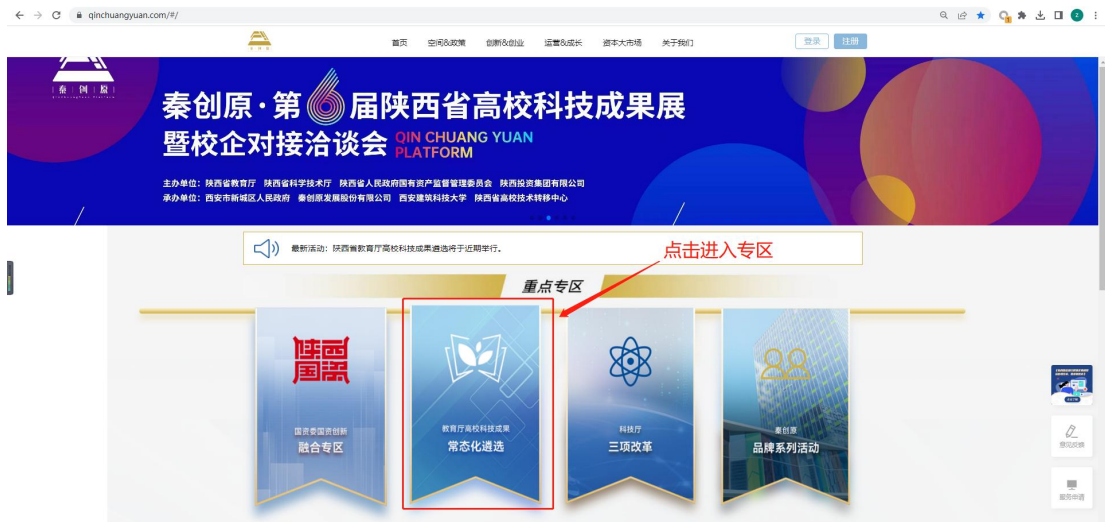 qinchuangyuan.com/#/
首页 空间&政策 创新&创业 运营&成长 资本大市场 关于我们 登录 注册
秦创原
秦创原·第6届陕西省高校科技成果展
暨校企对接洽谈会 QIN CHUANG YUAN PLATFORM
主办单位：陕西省教育厅 陕西省科学技术厅 陕西省人民政府国有资产监督管理委员会 陕西投资集团有限公司
承办单位：西安市新城区人民政府 秦创原发展股份有限公司 西安建筑科技大学 陕西省高校技术转移中心
最新活动：陕西省教育厅高校科技成果遴选将于近期举行。
点击进入专区
重点专区
国资委国资创新
融合专区
教育厅高校科技成果
常态化遴选
科技厅
三项改革
秦创原
品牌系列活动
意见反馈
服务申请